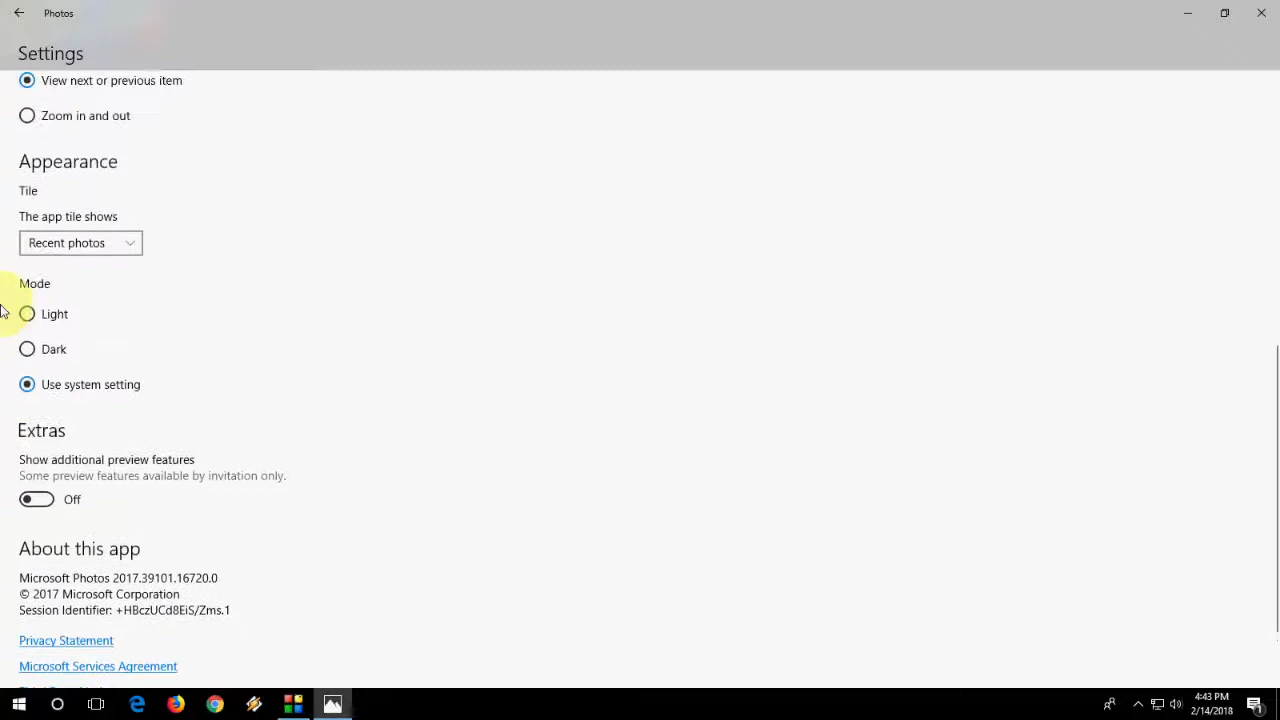 Photos
Settings
View next or previous item
Zoom in and out
Appearance
Tile
The app tile shows
Recent photos
Mode
Light
Dark
Use system setting
Extras
Show additional preview features
Some preview features available by invitation only.
Off
About this app
Microsoft Photos 2017.39101.16720.0
© 2017 Microsoft Corporation
Session Identifier: +HBczUCd8EiS/Zms.1
Privacy Statement
Microsoft Services Agreement
4:43 PM
2/14/2018
1